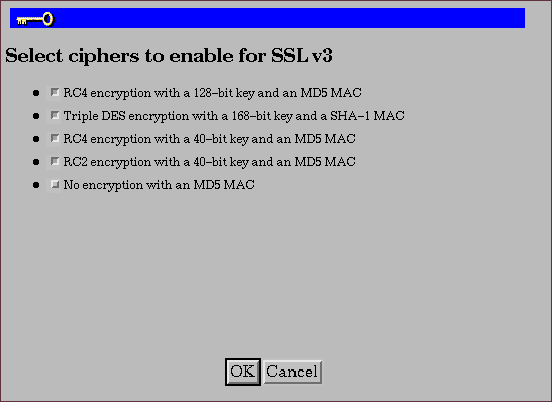 Select ciphers to enable for SSL v3
RC4 encryption with a 128-bit key and an MD5 MAC
Triple DES encryption with a 168-bit key and a SHA-1 MAC
RC4 encryption with a 40-bit key and an MD5 MAC
RC2 encryption with a 40-bit key and an MD5 MAC
No encryption with an MD5 MAC
OK Cancel